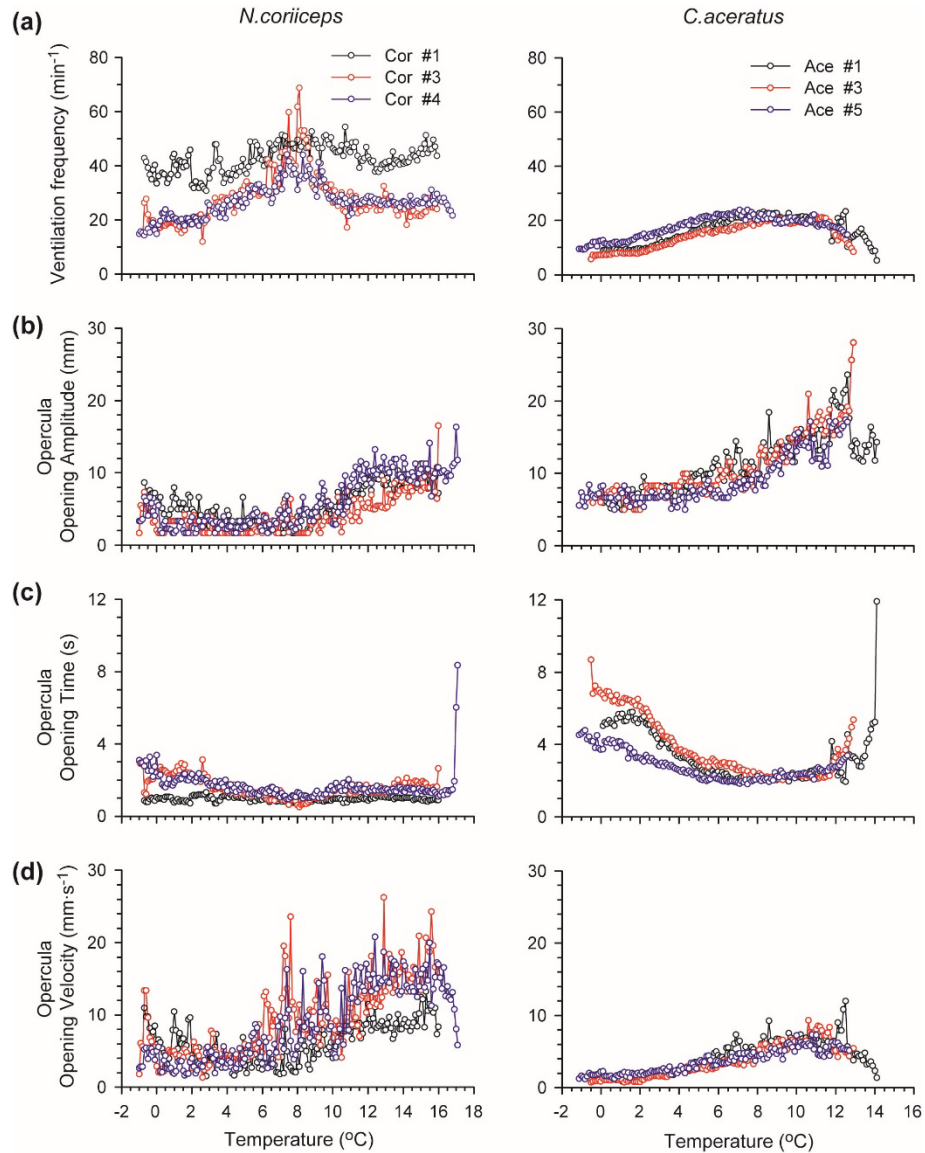 N.coriiceps
C.aceratus
(a)
Ventilation frequency (min-1)
80
60
40
20
0
Cor #1
Cor #3
Cor #4
80
60
40
20
0
Ace #1
Ace #3
Ace #5
(b)
Opercula
Opening Amplitude (mm)
30
20
10
0
30
20
10
0
(c)
Opercula
Opening Time (s)
12
8
4
0
12
8
4
0
(d)
Opercula
Opening Velocity (mm·s-1)
30
20
10
0
30
20
10
0
-2 0 2 4 6 8 10 12 14 16 18
-2 0 2 4 6 8 10 12 14 16
Temperature (oC)
Temperature (oC)